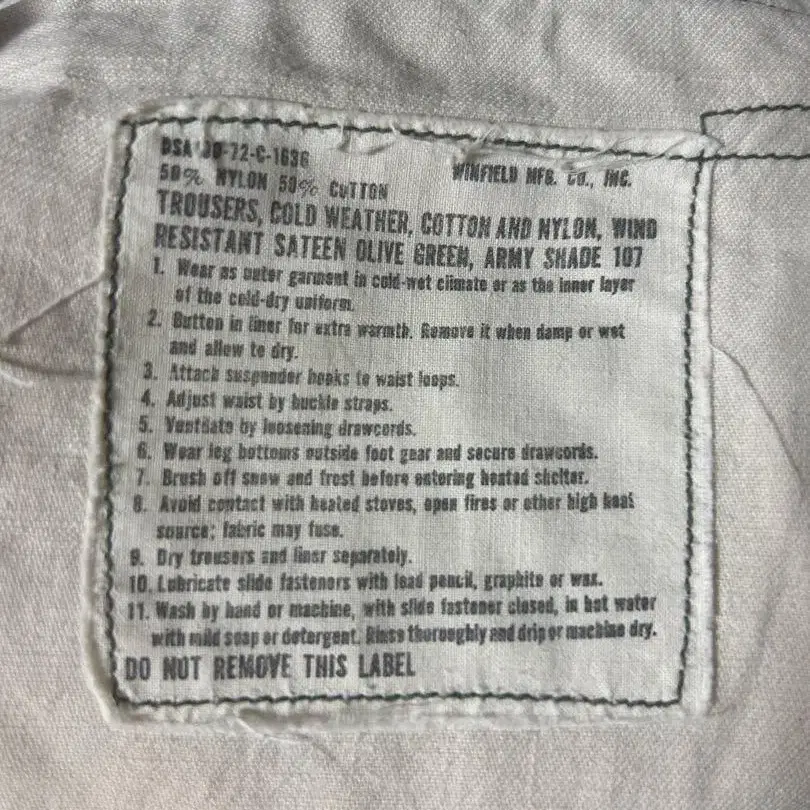 72-C-1636
WINFIELD MFG. CO., INC.
50% NYLON 50% COTTON
TROUSERS, COLD WEATHER, COTTON AND NYLON, WIND
RESISTANT SATEEN OLIVE GREEN, ARMY SHADE 107
1. Wear as outer garment in cold-wet climate or as the inner layer
of the cold-dry uniform.
2. Button in liner for extra warmth. Remove it when damp or wet
and allow to dry.
3. Attach suspender hooks to waist loops.
4. Adjust waist by buckle straps.
5. Ventilate by loosening drawcords.
6. Wear leg bottoms outside foot gear and secure drawcords.
7. Brush off snow and frost before entering heated shelter.
8. Avoid contact with heated stoves, open fires or other high heat
source; fabric may fuse.
9. Dry trousers and liner separately.
10. Lubricate slide fasteners with lead pencil, graphite or wax.
11. Wash by hand or machine, with slide fastener closed, in hot water
with mild soap or detergent. Rinse thoroughly and drip or machine dry.
DO NOT REMOVE THIS LABEL